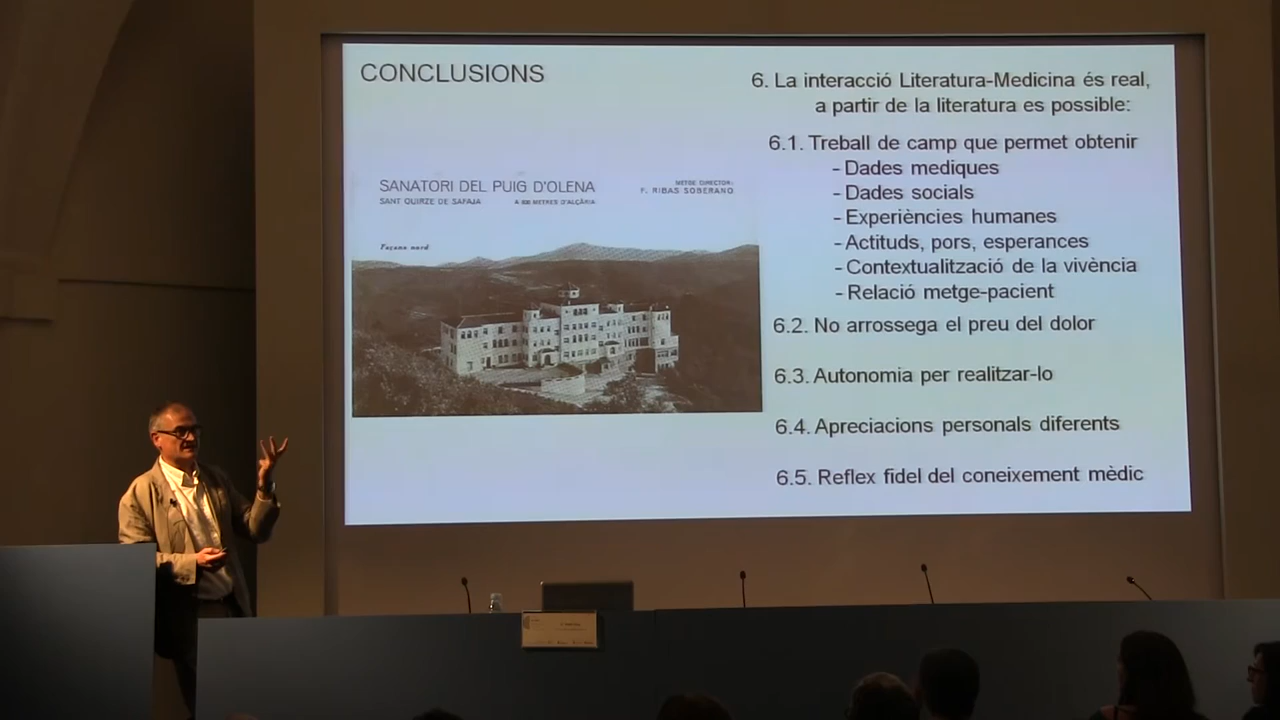 CONCLUSIONS
SANATORI DEL PUIG D'OLENA
SANT QUIRZE DE SAFAJA
METGE DIRECTOR:
F. RIBAS SOBERANO
Façana nord
6. La interacció Literatura-Medicina és real,
a partir de la literatura es possible:
6.1. Treball de camp que permet obtenir
- Dades mediques
- Dades socials
- Experiències humanes
- Actituds, pors, esperances
- Contextualització de la vivència
- Relació metge-pacient
6.2. No arrossega el preu del dolor
6.3. Autonomia per realitzar-lo
6.4. Apreciacions personals diferents
6.5. Reflex fidel del coneixement mèdic